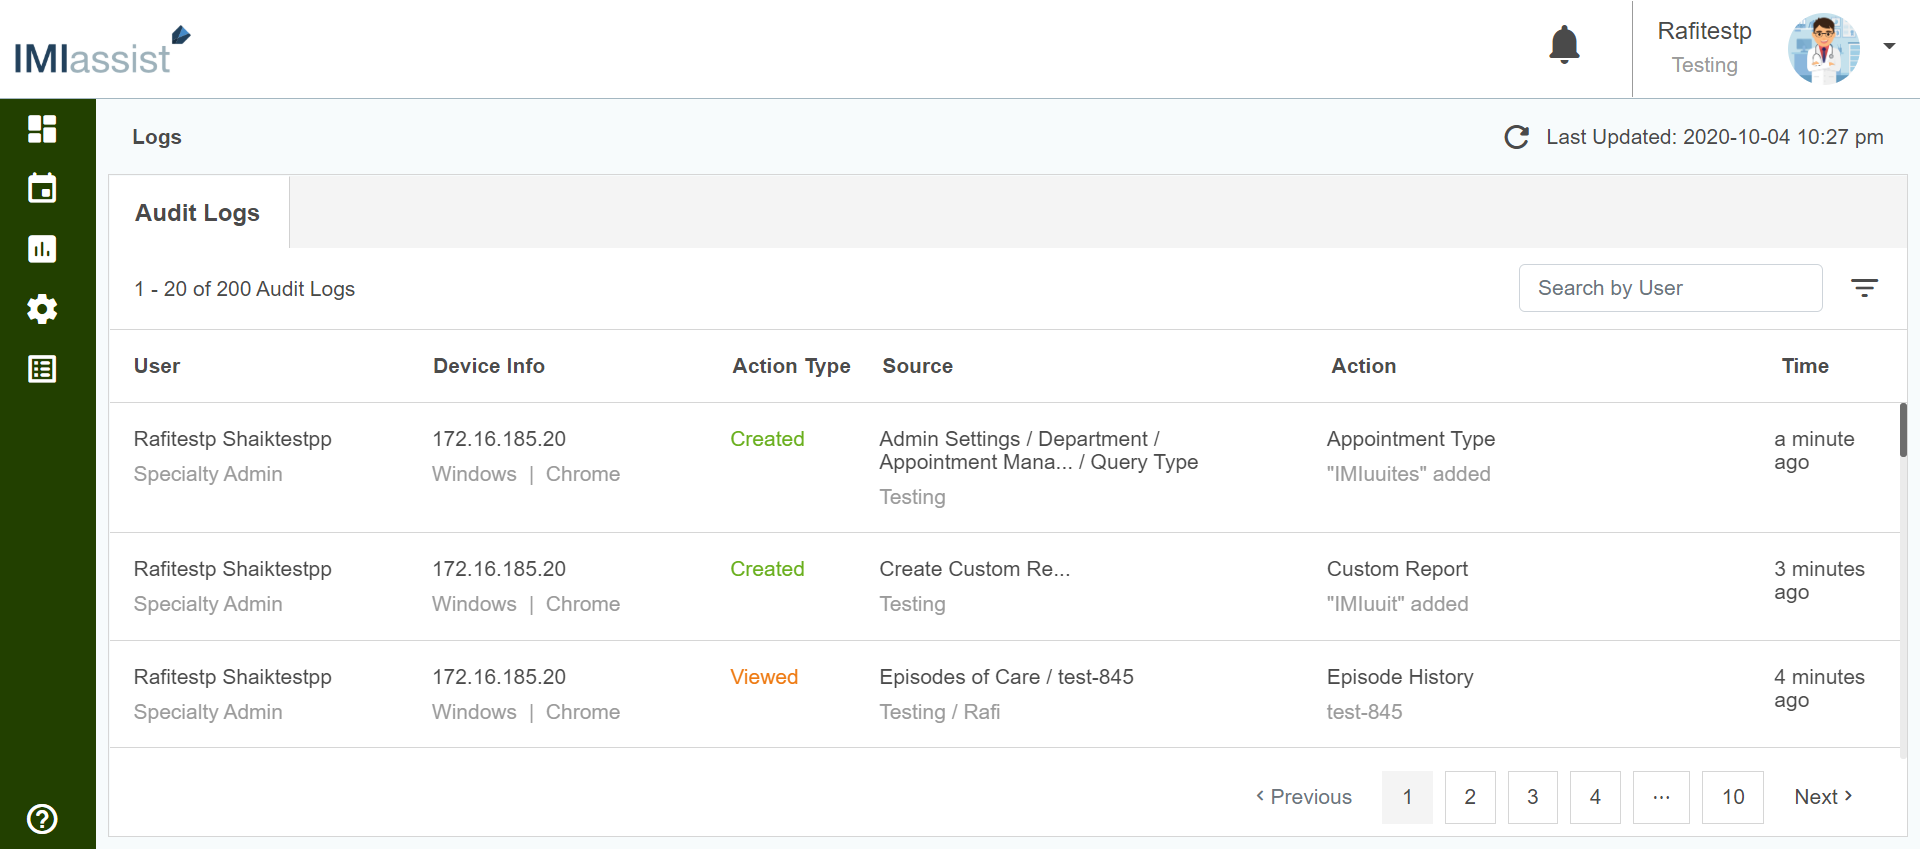 IMIassist
Rafitestp
Testing
Logs
Last Updated: 2020-10-04 10:27 pm
Audit Logs
1 - 20 of 200 Audit Logs
Search by User
User Device Info Action Type Source Action Time
Rafitestp Shaiktestpp
Specialty Admin
172.16.185.20
Windows | Chrome
Created
Admin Settings / Department /
Appointment Mana... / Query Type
Testing
Appointment Type
"IMIuuites" added
a minute
ago
Rafitestp Shaiktestpp
Specialty Admin
172.16.185.20
Windows | Chrome
Created
Create Custom Re...
Testing
Custom Report
"IMIuuit" added
3 minutes
ago
Rafitestp Shaiktestpp
Specialty Admin
172.16.185.20
Windows | Chrome
Viewed
Episodes of Care / test-845
Testing / Rafi
Episode History
test-845
4 minutes
ago
‹ Previous 1 2 3 4 ... 10 Next ›